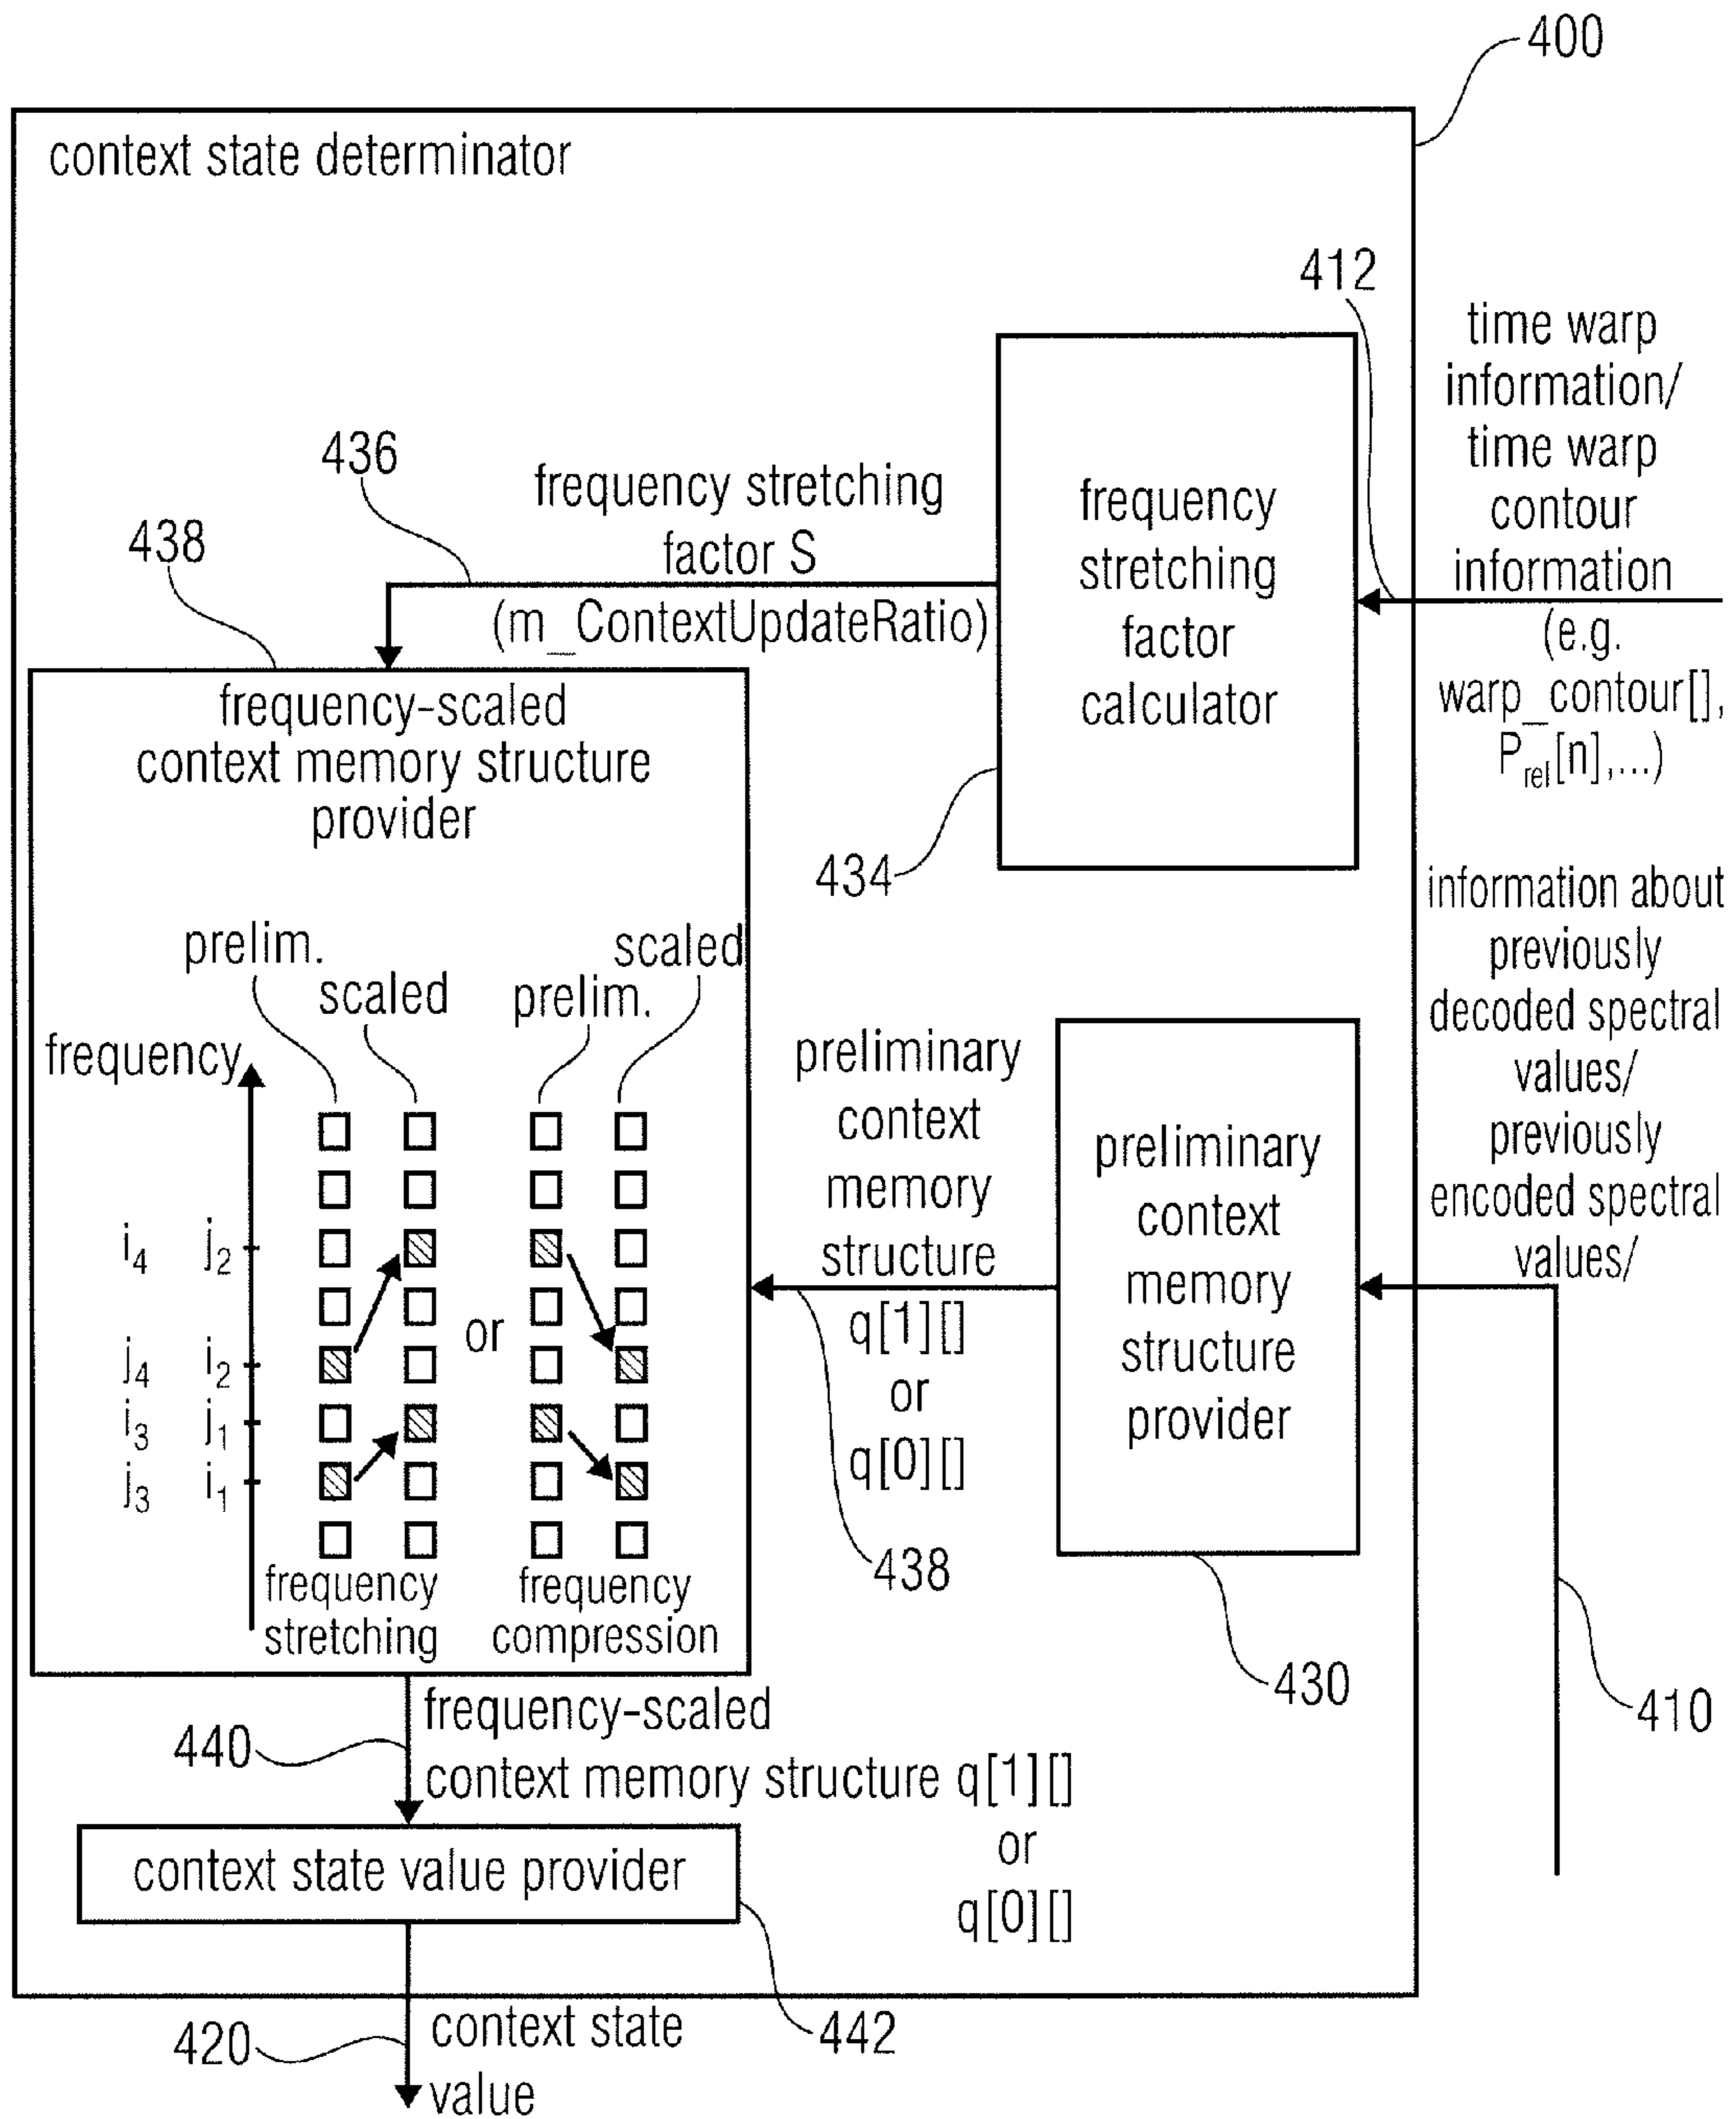 400
context state determinator
412
time warp
information/
time warp
contour
information
(e.g.
warp_contour[],
Prel[n],...)
436
frequency stretching
factor S
(m_ContextUpdateRatio)
frequency
stretching
factor
calculator
434
438
frequency-scaled
context memory structure
provider
prelim.
scaled
prelim.
scaled
frequency
i4 j2
j4 i2
i3 j1
j3 i1
or
frequency
stretching
frequency
compression
preliminary
context
memory
structure
q[1][]
or
q[0][]
438
preliminary
context
memory
structure
provider
430
information about
previously
decoded spectral
values/
previously
encoded spectral
values/
410
440
frequency-scaled
context memory structure q[1][]
or
q[0][]
context state value provider
442
420
context state
value